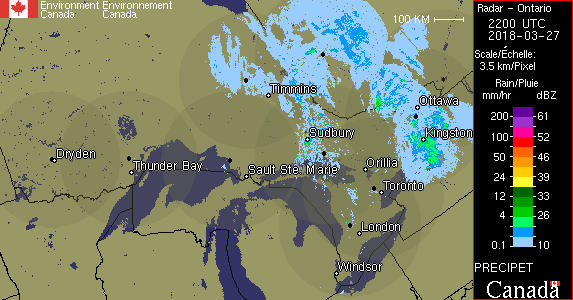 Environment Environnement
Canada Canada
100 KM
Timmins
Ottawa
Sudbury
Kingston
Dryden
Thunder Bay
Sault Ste. Marie
Orillia
Toronto
London
Windsor
Radar - Ontario
2200 UTC
2018-03-27
Scale/Échelle:
3.5 km/Pixel
Rain/Pluie
mm/hr dBZ
200 61
100 52
50 46
24 39
12 33
4 26
1 18
0.1 10
PRECIPET
Canada